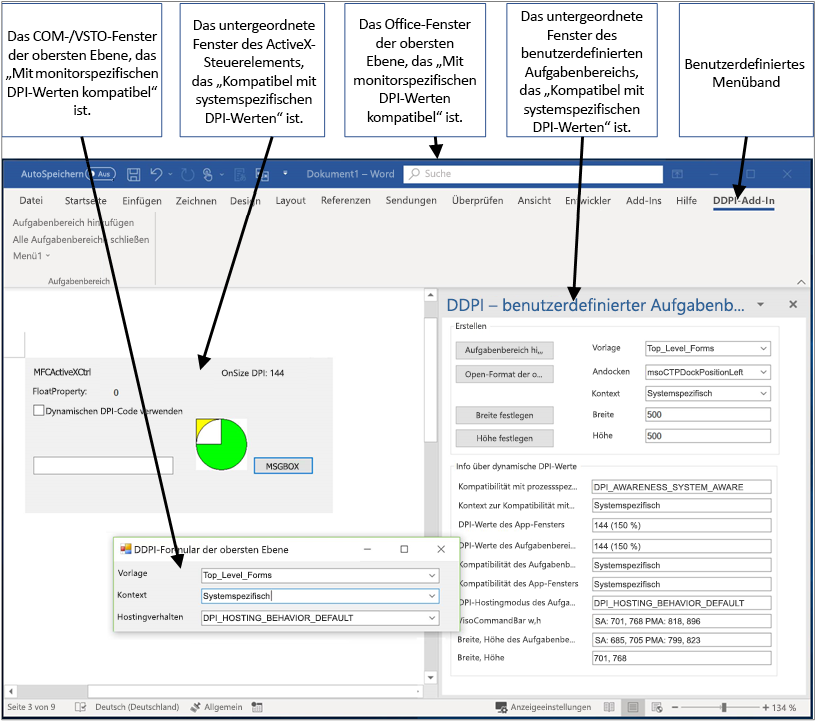 Das COM-/VSTO-Fenster
der obersten Ebene, das
„Mit monitorspezifischen
DPI-Werten kompatibel“
ist.
Das untergeordnete
Fenster des ActiveX-
Steuerelements,
das „Kompatibel mit
systemspezifischen
DPI-Werten“ ist.
Das Office-Fenster
der obersten
Ebene, das „Mit
monitorspezifischen
DPI-Werten
kompatibel“ ist.
Das untergeordnete
Fenster des
benutzerdefinierten
Aufgabenbereichs,
das „Kompatibel mit
systemspezifischen
DPI-Werten“ ist.
Benutzerdefiniertes
Menüband
AutoSpeichern Aus Dokument1 – Word Suche
Datei Startseite Einfügen Zeichnen Design Layout Referenzen Sendungen Überprüfen Ansicht Entwickler Add-Ins Hilfe DDPI-Add-In
Aufgabenbereich hinzufügen
Alle Aufgabenbereiche schließen
Menü1
Aufgabenbereich
MFCActiveXCtrl OnSize DPI: 144
FloatProperty: 0
Dynamischen DPI-Code verwenden
MSGBOX
DDPI-Formular der obersten Ebene
Vorlage Top_Level_Forms
Kontext Systemspezifisch
Hostingverhalten DPI_HOSTING_BEHAVIOR_DEFAULT
DDPI – benutzerdefinierter Aufgabenb...
Erstellen
Aufgabenbereich hi,,, Vorlage Top_Level_Forms
Open-Format der o... Andocken msoCTPDockPositionLeft
Kontext Systemspezifisch
Breite festlegen Breite 500
Höhe festlegen Höhe 500
Info über dynamische DPI-Werte
Kompatibilität mit prozessspez... DPI_AWARENESS_SYSTEM_AWARE
Kontext zur Kompatibilität mit... Systemspezifisch
DPI-Werte des App-Fensters 144 (150 %)
DPI-Werte des Aufgabenberei... 144 (150 %)
Kompatibilität des Aufgabenb... Systemspezifisch
Kompatibilität des App-Fensters Systemspezifisch
DPI-Hostingmodus des Aufga... DPI_HOSTING_BEHAVIOR_DEFAULT
VisoCommandBar w,h SA: 701, 768 PMA: 818, 896
Breite, Höhe des Aufgabenbe... SA: 685, 705 PMA: 799, 823
Breite, Höhe 701, 768
Seite 3 von 9 Deutsch (Deutschland) Allgemein Anzeigeeinstellungen 134 %